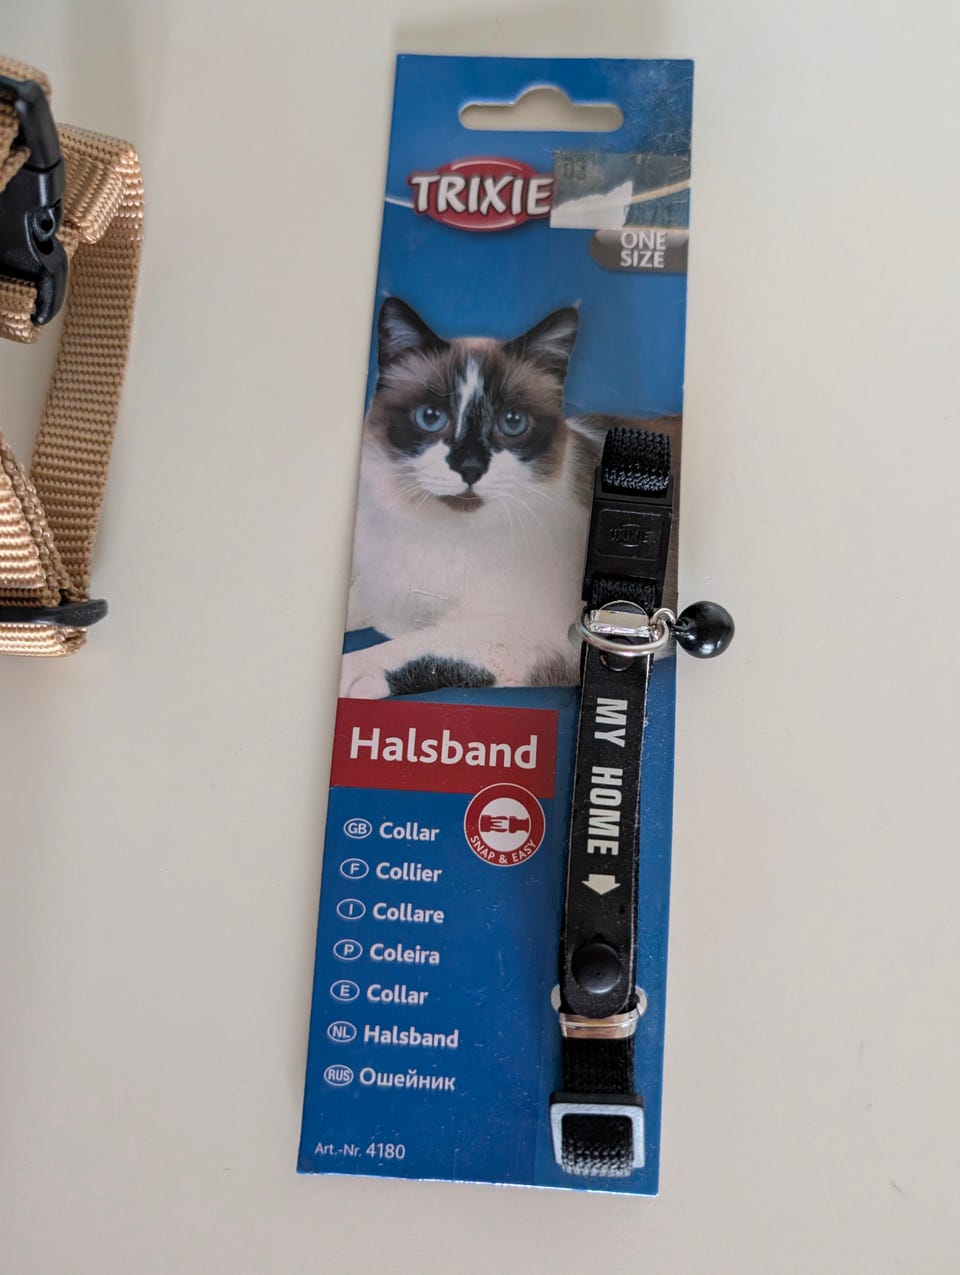 TRIXIE
03
ONE
SIZE
MY HOME
Halsband
SNAP & EASY
GB Collar
F Collier
I Collare
P Coleira
E Collar
NL Halsband
RUS Ошейник
Art.-Nr. 4180